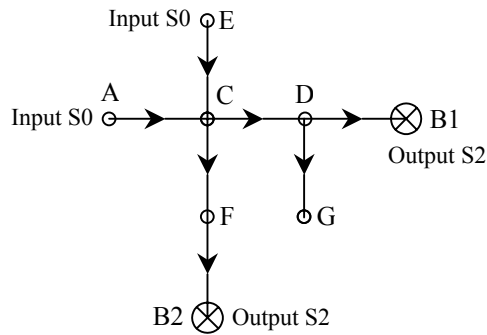 Input S0 E
A C D
Input S0 B1
Output S2
F G
B2 Output S2